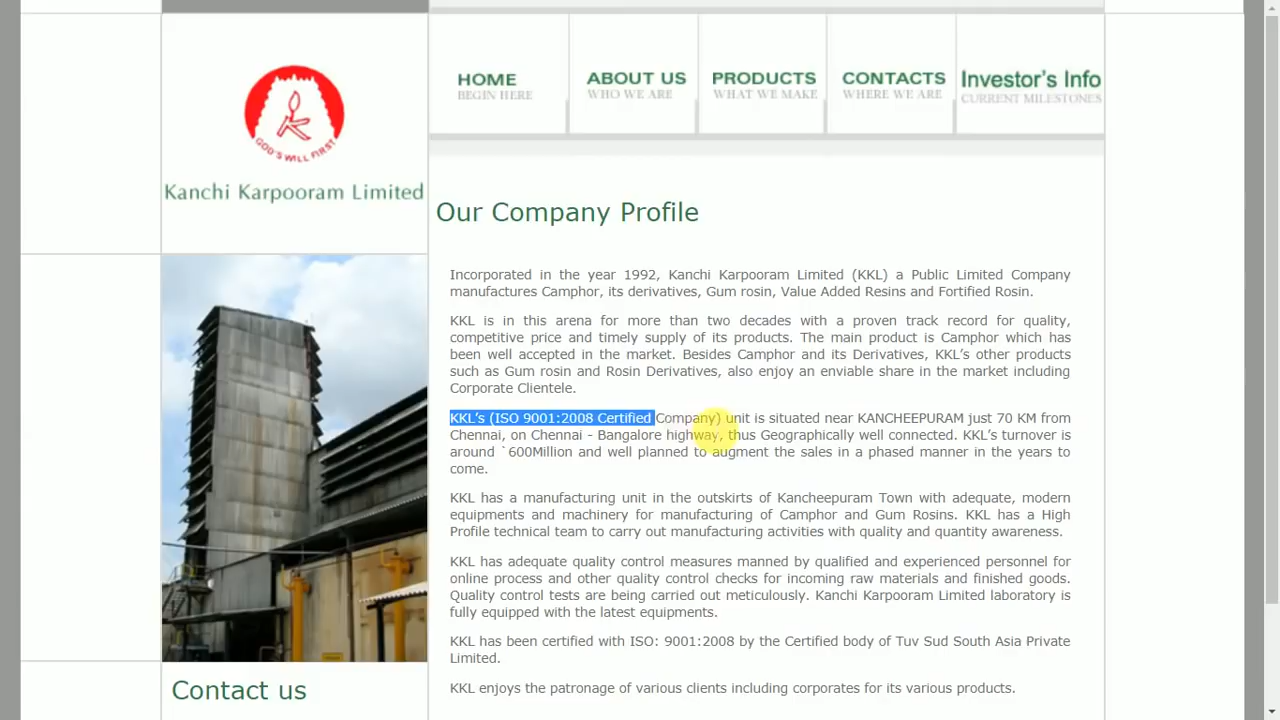 HOME
BEGIN HERE
ABOUT US
WHO WE ARE
PRODUCTS
WHAT WE MAKE
CONTACTS
WHERE WE ARE
Investor's Info
CURRENT MILESTONES
GOD'S WILL FIRST
Kanchi Karpooram Limited
Our Company Profile
Incorporated in the year 1992, Kanchi Karpooram Limited (KKL) a Public Limited Company
manufactures Camphor, its derivatives, Gum rosin, Value Added Resins and Fortified Rosin.
KKL is in this arena for more than two decades with a proven track record for quality,
competitive price and timely supply of its products. The main product is Camphor which has
been well accepted in the market. Besides Camphor and its Derivatives, KKL's other products
such as Gum rosin and Rosin Derivatives, also enjoy an enviable share in the market including
Corporate Clientele.
KKL's (ISO 9001:2008 Certified Company) unit is situated near KANCHEEPURAM just 70 KM from
Chennai, on Chennai - Bangalore highway, thus Geographically well connected. KKL's turnover is
around `600Million and well planned to augment the sales in a phased manner in the years to
come.
KKL has a manufacturing unit in the outskirts of Kancheepuram Town with adequate, modern
equipments and machinery for manufacturing of Camphor and Gum Rosins. KKL has a High
Profile technical team to carry out manufacturing activities with quality and quantity awareness.
KKL has adequate quality control measures manned by qualified and experienced personnel for
online process and other quality control checks for incoming raw materials and finished goods.
Quality control tests are being carried out meticulously. Kanchi Karpooram Limited laboratory is
fully equipped with the latest equipments.
KKL has been certified with ISO: 9001:2008 by the Certified body of Tuv Sud South Asia Private
Limited.
KKL enjoys the patronage of various clients including corporates for its various products.
Contact us